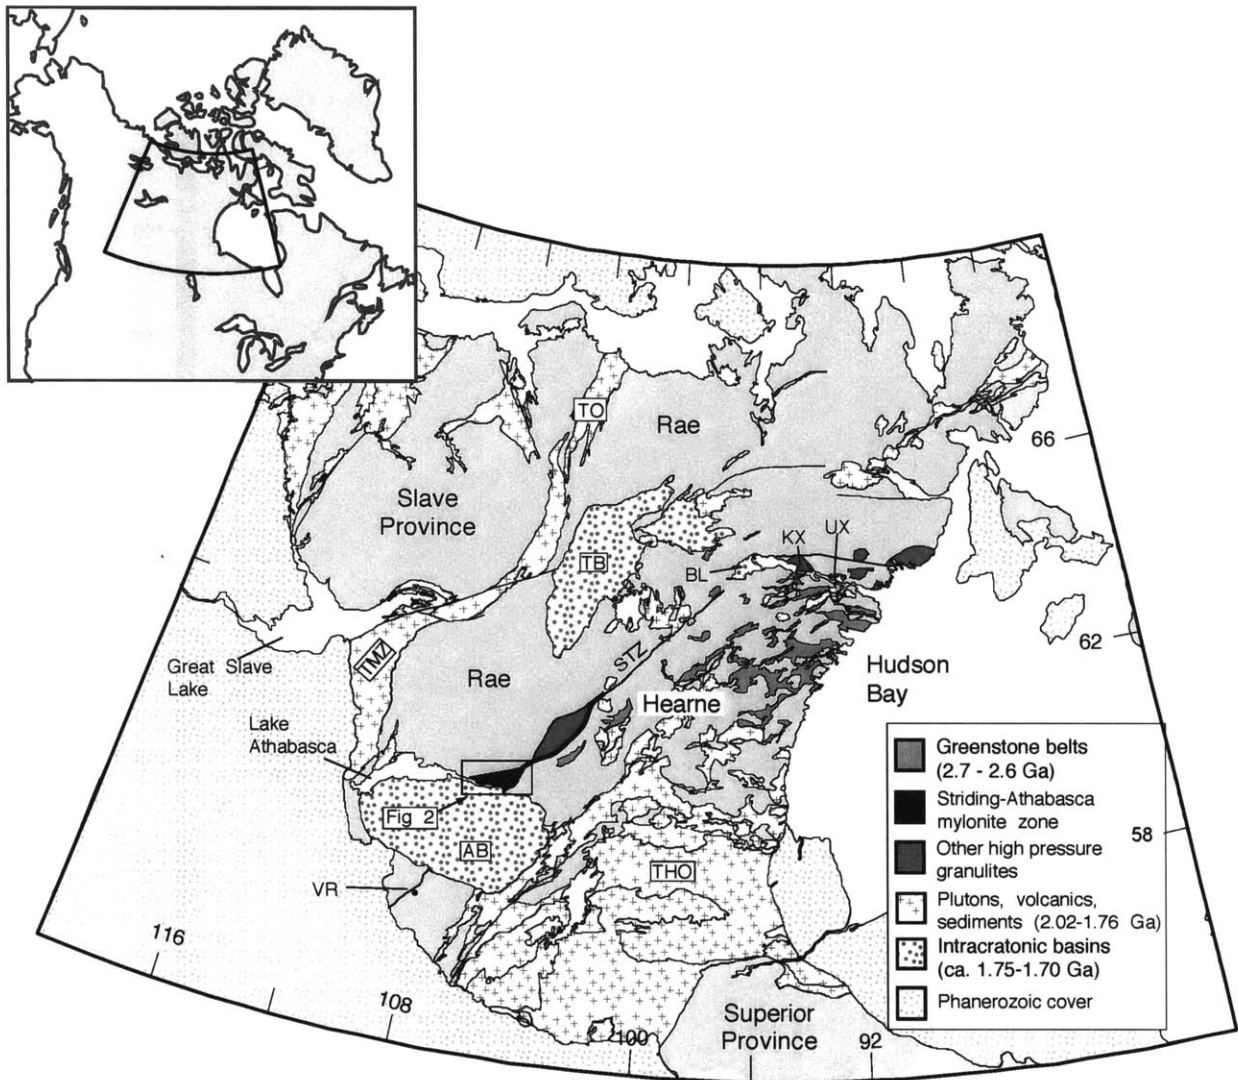 TO
Rae
66
Slave
Province
KX
UX
TB
BL
62
STZ
TMZ
Great Slave
Lake
Rae
Hearne
Hudson
Bay
Lake
Athabasca
Fig 2
AB
THO
VR
58
116
108
100
92
Superior
Province
Greenstone belts
(2.7 - 2.6 Ga)
Striding-Athabasca
mylonite zone
Other high pressure
granulites
Plutons, volcanics,
sediments (2.02-1.76 Ga)
Intracratonic basins
(ca. 1.75-1.70 Ga)
Phanerozoic cover